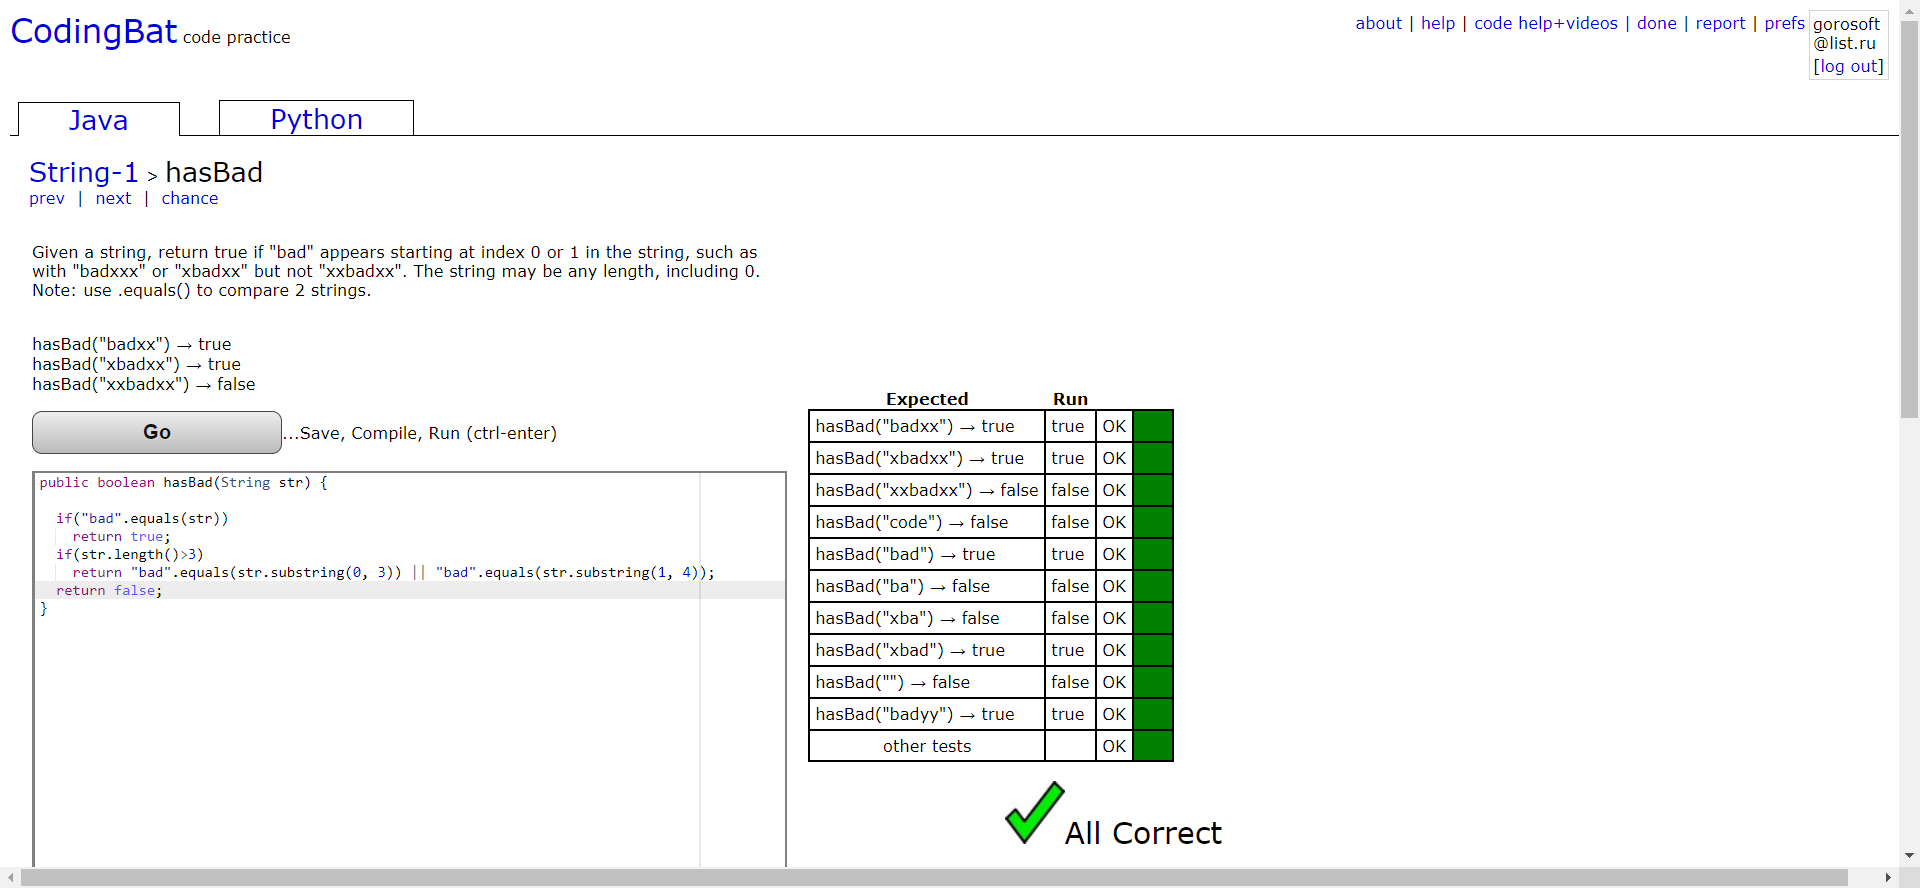 CodingBat code practice
about | help | code help+videos | done | report | prefs
gorosoft
@list.ru
[log out]
Java
Python
String-1 > hasBad
prev | next | chance
Given a string, return true if "bad" appears starting at index 0 or 1 in the string, such as
with "badxxx" or "xbadxx" but not "xxbadxx". The string may be any length, including 0.
Note: use .equals() to compare 2 strings.
hasBad("badxx") → true
hasBad("xbadxx") → true
hasBad("xxbadxx") → false
Go ...Save, Compile, Run (ctrl-enter)
public boolean hasBad(String str) {
if("bad".equals(str))
return true;
if(str.length()>3)
return "bad".equals(str.substring(0, 3)) || "bad".equals(str.substring(1, 4));
return false;
}
Expected Run
hasBad("badxx") → true true OK
hasBad("xbadxx") → true true OK
hasBad("xxbadxx") → false false OK
hasBad("code") → false false OK
hasBad("bad") → true true OK
hasBad("ba") → false false OK
hasBad("xba") → false false OK
hasBad("xbad") → true true OK
hasBad("") → false false OK
hasBad("badyy") → true true OK
other tests OK
All Correct